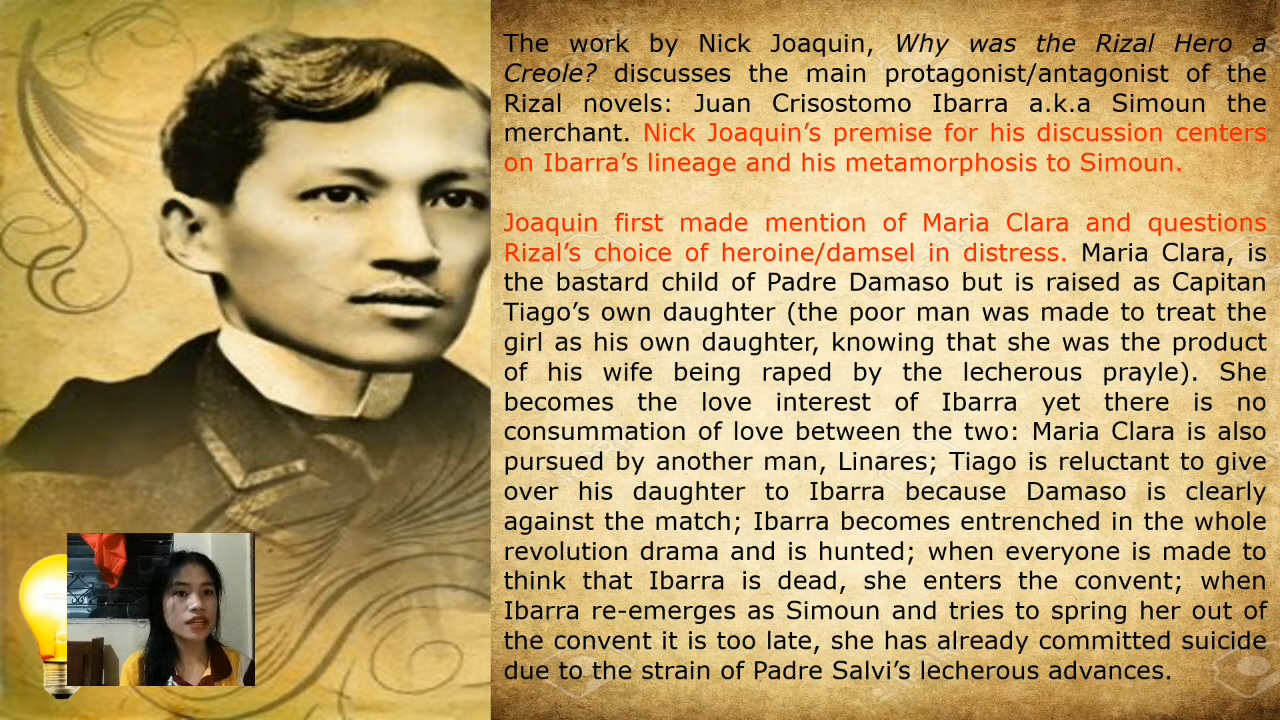 The work by Nick Joaquin, Why was the Rizal Hero a
Creole? discusses the main protagonist/antagonist of the
Rizal novels: Juan Crisostomo Ibarra a.k.a Simoun the
merchant. Nick Joaquin’s premise for his discussion centers
on Ibarra’s lineage and his metamorphosis to Simoun.
Joaquin first made mention of Maria Clara and questions
Rizal’s choice of heroine/damsel in distress. Maria Clara, is
the bastard child of Padre Damaso but is raised as Capitan
Tiago’s own daughter (the poor man was made to treat the
girl as his own daughter, knowing that she was the product
of his wife being raped by the lecherous prayle). She
becomes the love interest of Ibarra yet there is no
consummation of love between the two: Maria Clara is also
pursued by another man, Linares; Tiago is reluctant to give
over his daughter to Ibarra because Damaso is clearly
against the match; Ibarra becomes entrenched in the whole
revolution drama and is hunted; when everyone is made to
think that Ibarra is dead, she enters the convent; when
Ibarra re-emerges as Simoun and tries to spring her out of
the convent it is too late, she has already committed suicide
due to the strain of Padre Salvi’s lecherous advances.